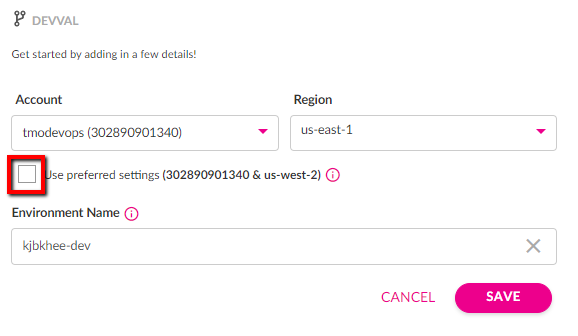 DEVVAL
Get started by adding in a few details!
Account Region
tmodevops (302890901340) us-east-1
Use preferred settings (302890901340 & us-west-2)
Environment Name
kjbkhee-dev
CANCEL SAVE